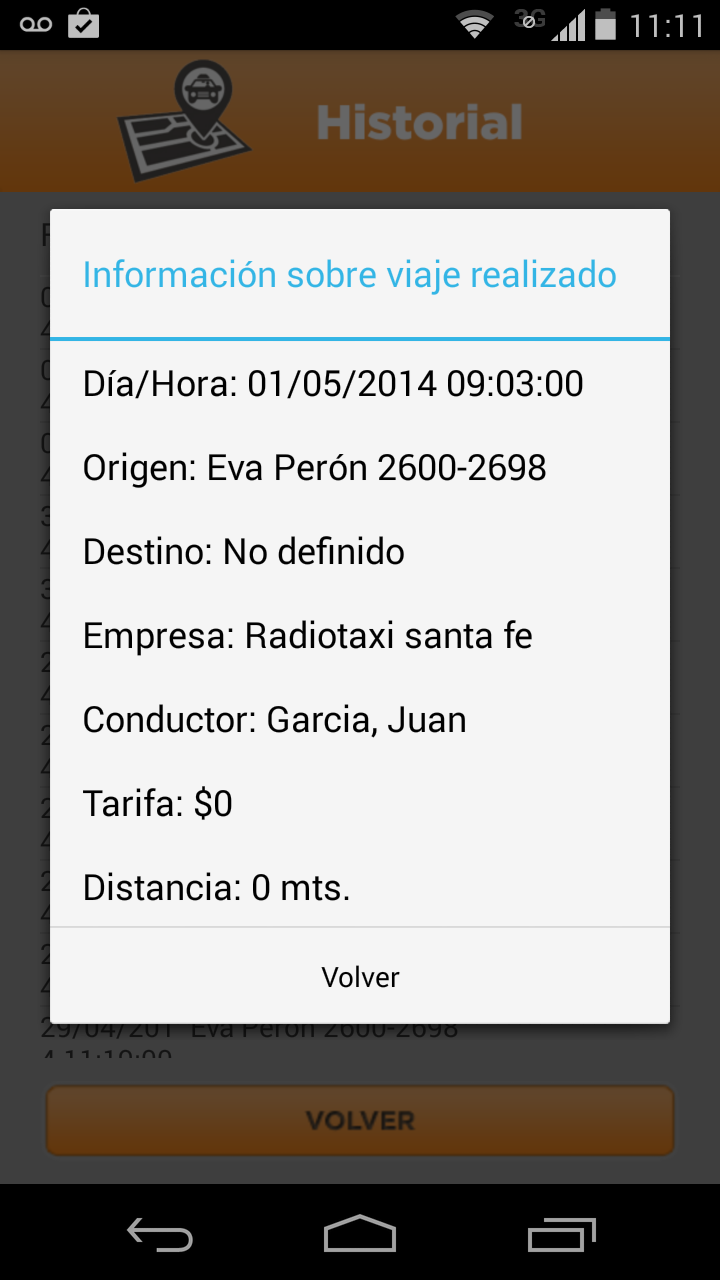 3G 11:11
Historial
Información sobre viaje realizado
Día/Hora: 01/05/2014 09:03:00
Origen: Eva Perón 2600-2698
Destino: No definido
Empresa: Radiotaxi santa fe
Conductor: Garcia, Juan
Tarifa: $0
Distancia: 0 mts.
Volver
29/04/201 Eva Perón 2600-2698
4 11:10:00
VOLVER